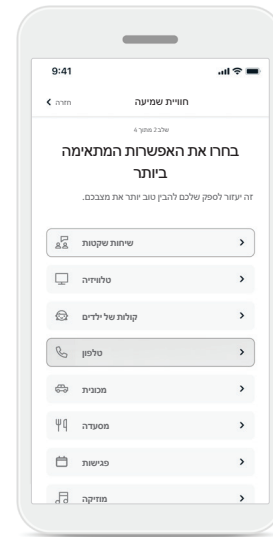 9:41
חזרה
חוויית שמיעה
שלב 2 מתוך 4
בחרו את האפשרות המתאימה
ביותר
זה יעזור לספק שלכם להבין טוב יותר את מצבכם.
שיחות שקטות
טלוויזיה
קולות של ילדים
טלפון
מכונית
מסעדה
פגישות
מוזיקה